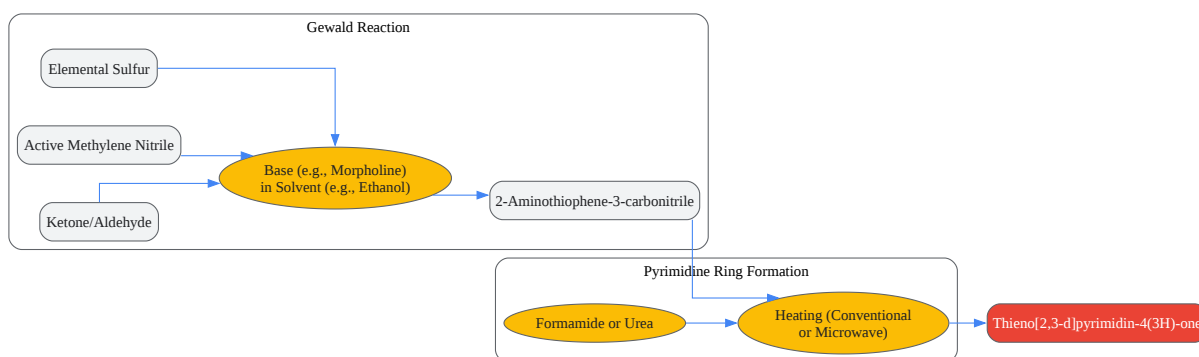 Gewald Reaction
Elemental Sulfur
Active Methylene Nitrile
Base (e.g., Morpholine)
in Solvent (e.g., Ethanol)
Ketone/Aldehyde
2-Aminothiophene-3-carbonitrile
Pyrimidine Ring Formation
Formamide or Urea
Heating (Conventional
or Microwave)
Thieno[2,3-d]pyrimidin-4(3H)-one